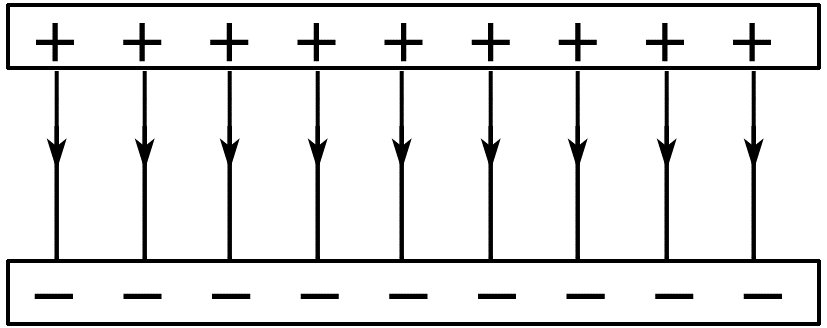 + + + + + + + + +
− − − − − − − − −